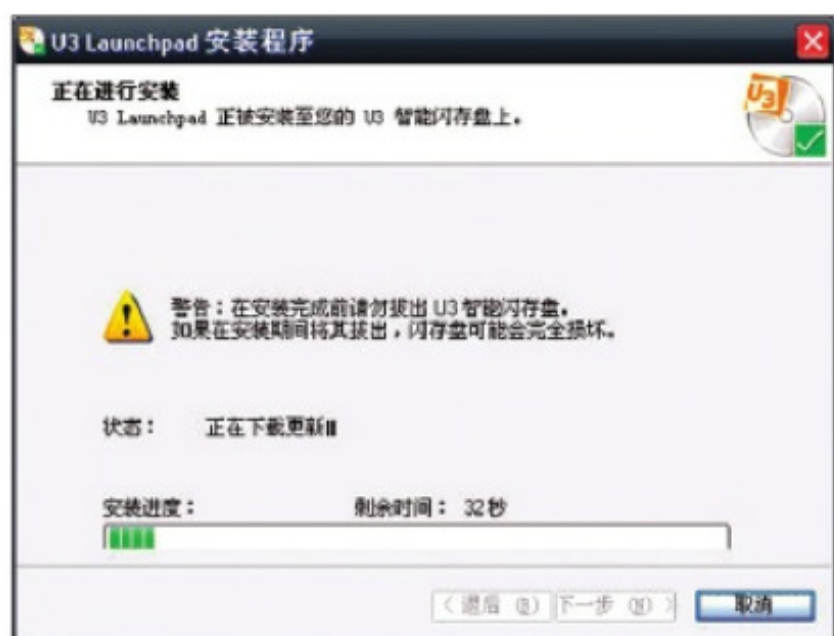 U3 Launchpad 安装程序
正在进行安装
U3 Launchpad 正被安装至您的 U3 智能闪存盘上。
U3
警告：在安装完成前请勿拔出 U3 智能闪存盘。
如果在安装期间将其拔出，闪存盘可能会完全损坏。
状态： 正在下载更新
安装进度： 剩余时间： 32秒
< 退后 (B) 下一步 (N) > 取消